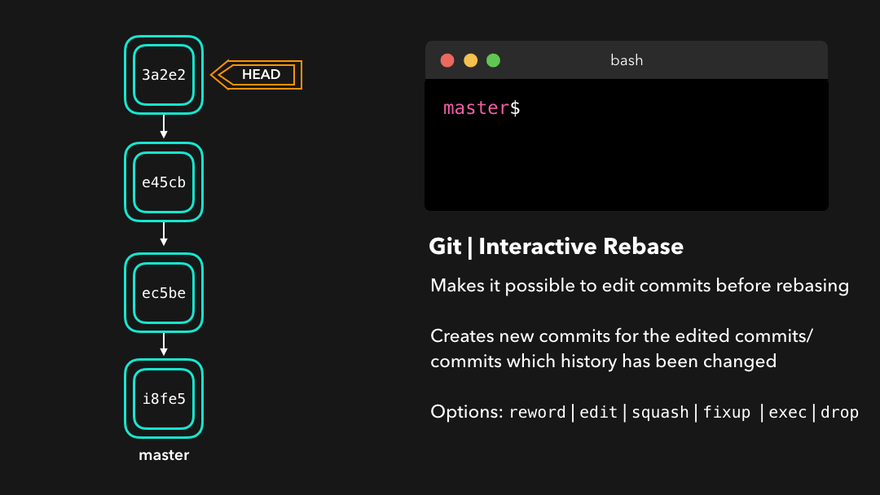 3a2e2
HEAD
e45cb
ec5be
i8fe5
master
bash
master$
Git | Interactive Rebase
Makes it possible to edit commits before rebasing
Creates new commits for the edited commits/
commits which history has been changed
Options: reword | edit | squash | fixup | exec | drop